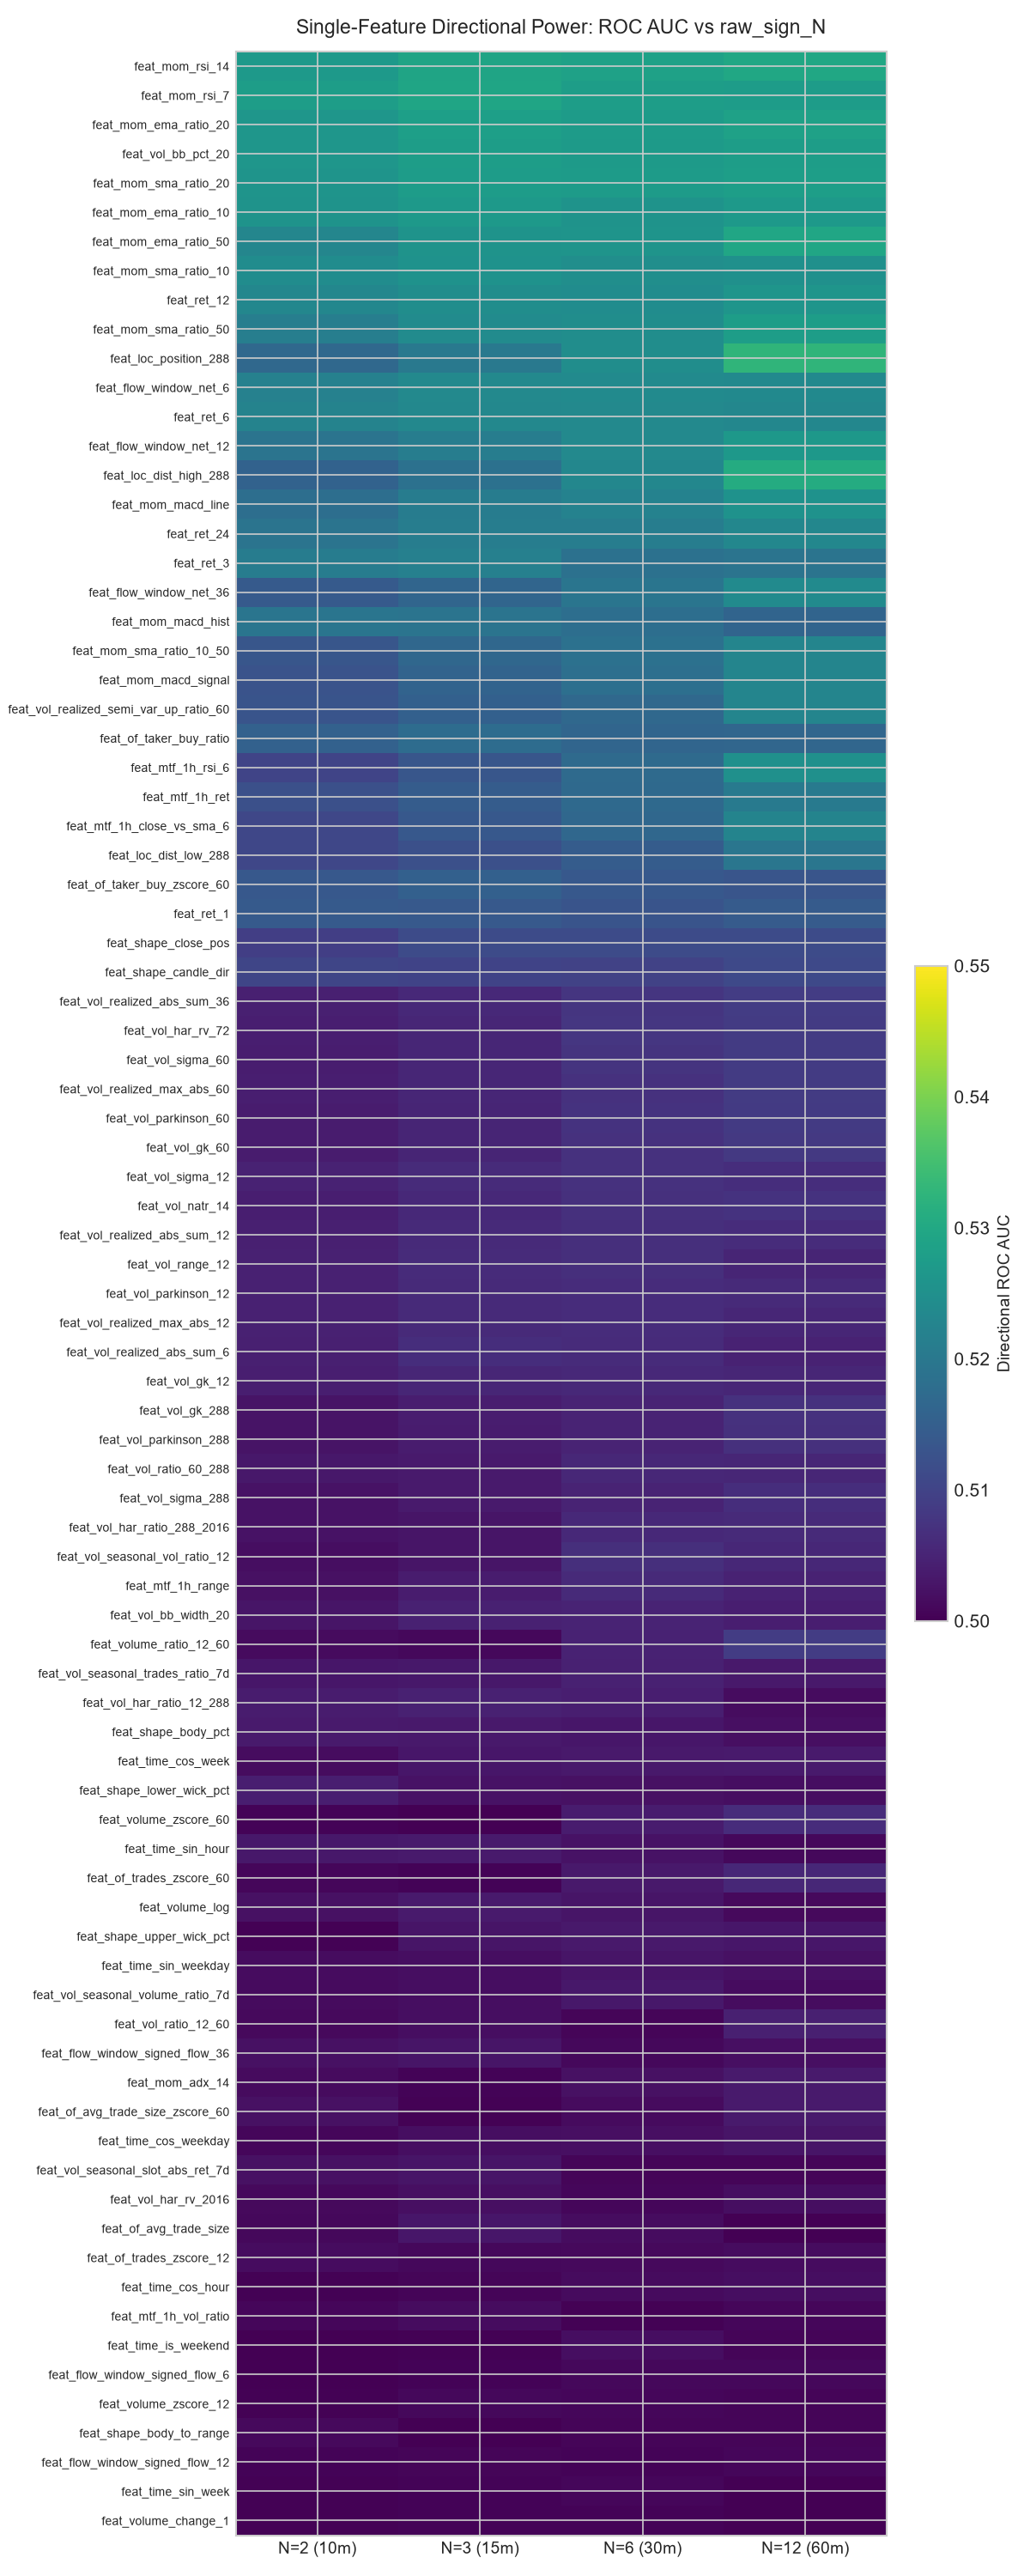 Single-Feature Directional Power: ROC AUC vs raw_sign_N
feat_mom_rsi_14
feat_mom_rsi_7
feat_mom_ema_ratio_20
feat_vol_bb_pct_20
feat_mom_sma_ratio_20
feat_mom_ema_ratio_10
feat_mom_ema_ratio_50
feat_mom_sma_ratio_10
feat_ret_12
feat_mom_sma_ratio_50
feat_loc_position_288
feat_flow_window_net_6
feat_ret_6
feat_flow_window_net_12
feat_loc_dist_high_288
feat_mom_macd_line
feat_ret_24
feat_ret_3
feat_flow_window_net_36
feat_mom_macd_hist
feat_mom_sma_ratio_10_50
feat_mom_macd_signal
feat_vol_realized_semi_var_up_ratio_60
feat_of_taker_buy_ratio
feat_mtf_1h_rsi_6
feat_mtf_1h_ret
feat_mtf_1h_close_vs_sma_6
feat_loc_dist_low_288
feat_of_taker_buy_zscore_60
feat_ret_1
feat_shape_close_pos
feat_shape_candle_dir
feat_vol_realized_abs_sum_36
feat_vol_har_rv_72
feat_vol_sigma_60
feat_vol_realized_max_abs_60
feat_vol_parkinson_60
feat_vol_gk_60
feat_vol_sigma_12
feat_vol_natr_14
feat_vol_realized_abs_sum_12
feat_vol_range_12
feat_vol_parkinson_12
feat_vol_realized_max_abs_12
feat_vol_realized_abs_sum_6
feat_vol_gk_12
feat_vol_gk_288
feat_vol_parkinson_288
feat_vol_ratio_60_288
feat_vol_sigma_288
feat_vol_har_ratio_288_2016
feat_vol_seasonal_vol_ratio_12
feat_mtf_1h_range
feat_vol_bb_width_20
feat_volume_ratio_12_60
feat_vol_seasonal_trades_ratio_7d
feat_vol_har_ratio_12_288
feat_shape_body_pct
feat_time_cos_week
feat_shape_lower_wick_pct
feat_volume_zscore_60
feat_time_sin_hour
feat_of_trades_zscore_60
feat_volume_log
feat_shape_upper_wick_pct
feat_time_sin_weekday
feat_vol_seasonal_volume_ratio_7d
feat_vol_ratio_12_60
feat_flow_window_signed_flow_36
feat_mom_adx_14
feat_of_avg_trade_size_zscore_60
feat_time_cos_weekday
feat_vol_seasonal_slot_abs_ret_7d
feat_vol_har_rv_2016
feat_of_avg_trade_size
feat_of_trades_zscore_12
feat_time_cos_hour
feat_mtf_1h_vol_ratio
feat_time_is_weekend
feat_flow_window_signed_flow_6
feat_volume_zscore_12
feat_shape_body_to_range
feat_flow_window_signed_flow_12
feat_time_sin_week
feat_volume_change_1
N=2 (10m)
N=3 (15m)
N=6 (30m)
N=12 (60m)
0.55
0.54
0.53
0.52
0.51
0.50
Directional ROC AUC